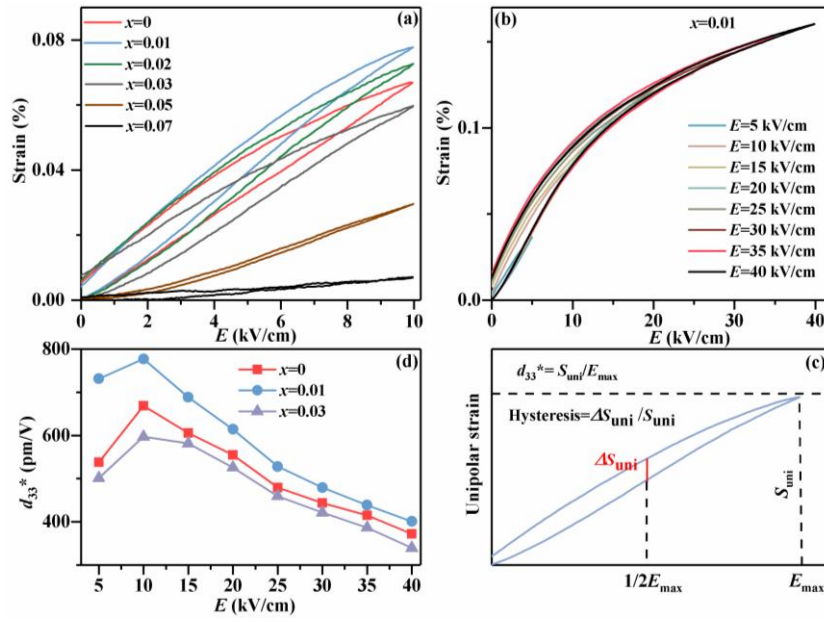 (a)
0.08
0.04
0.00
Strain (%)
x=0
x=0.01
x=0.02
x=0.03
x=0.05
x=0.07
0 2 4 6 8 10
E (kV/cm)
(b)
x=0.01
0.1
0.0
Strain (%)
E=5 kV/cm
E=10 kV/cm
E=15 kV/cm
E=20 kV/cm
E=25 kV/cm
E=30 kV/cm
E=35 kV/cm
E=40 kV/cm
0 10 20 30 40
E (kV/cm)
(d)
800
600
400
d33* (pm/V)
x=0
x=0.01
x=0.03
5 10 15 20 25 30 35 40
E (kV/cm)
(c)
d33*= Suni/Emax
Hysteresis=ΔSuni /Suni
Unipolar strain
ΔSuni
Suni
1/2Emax
Emax